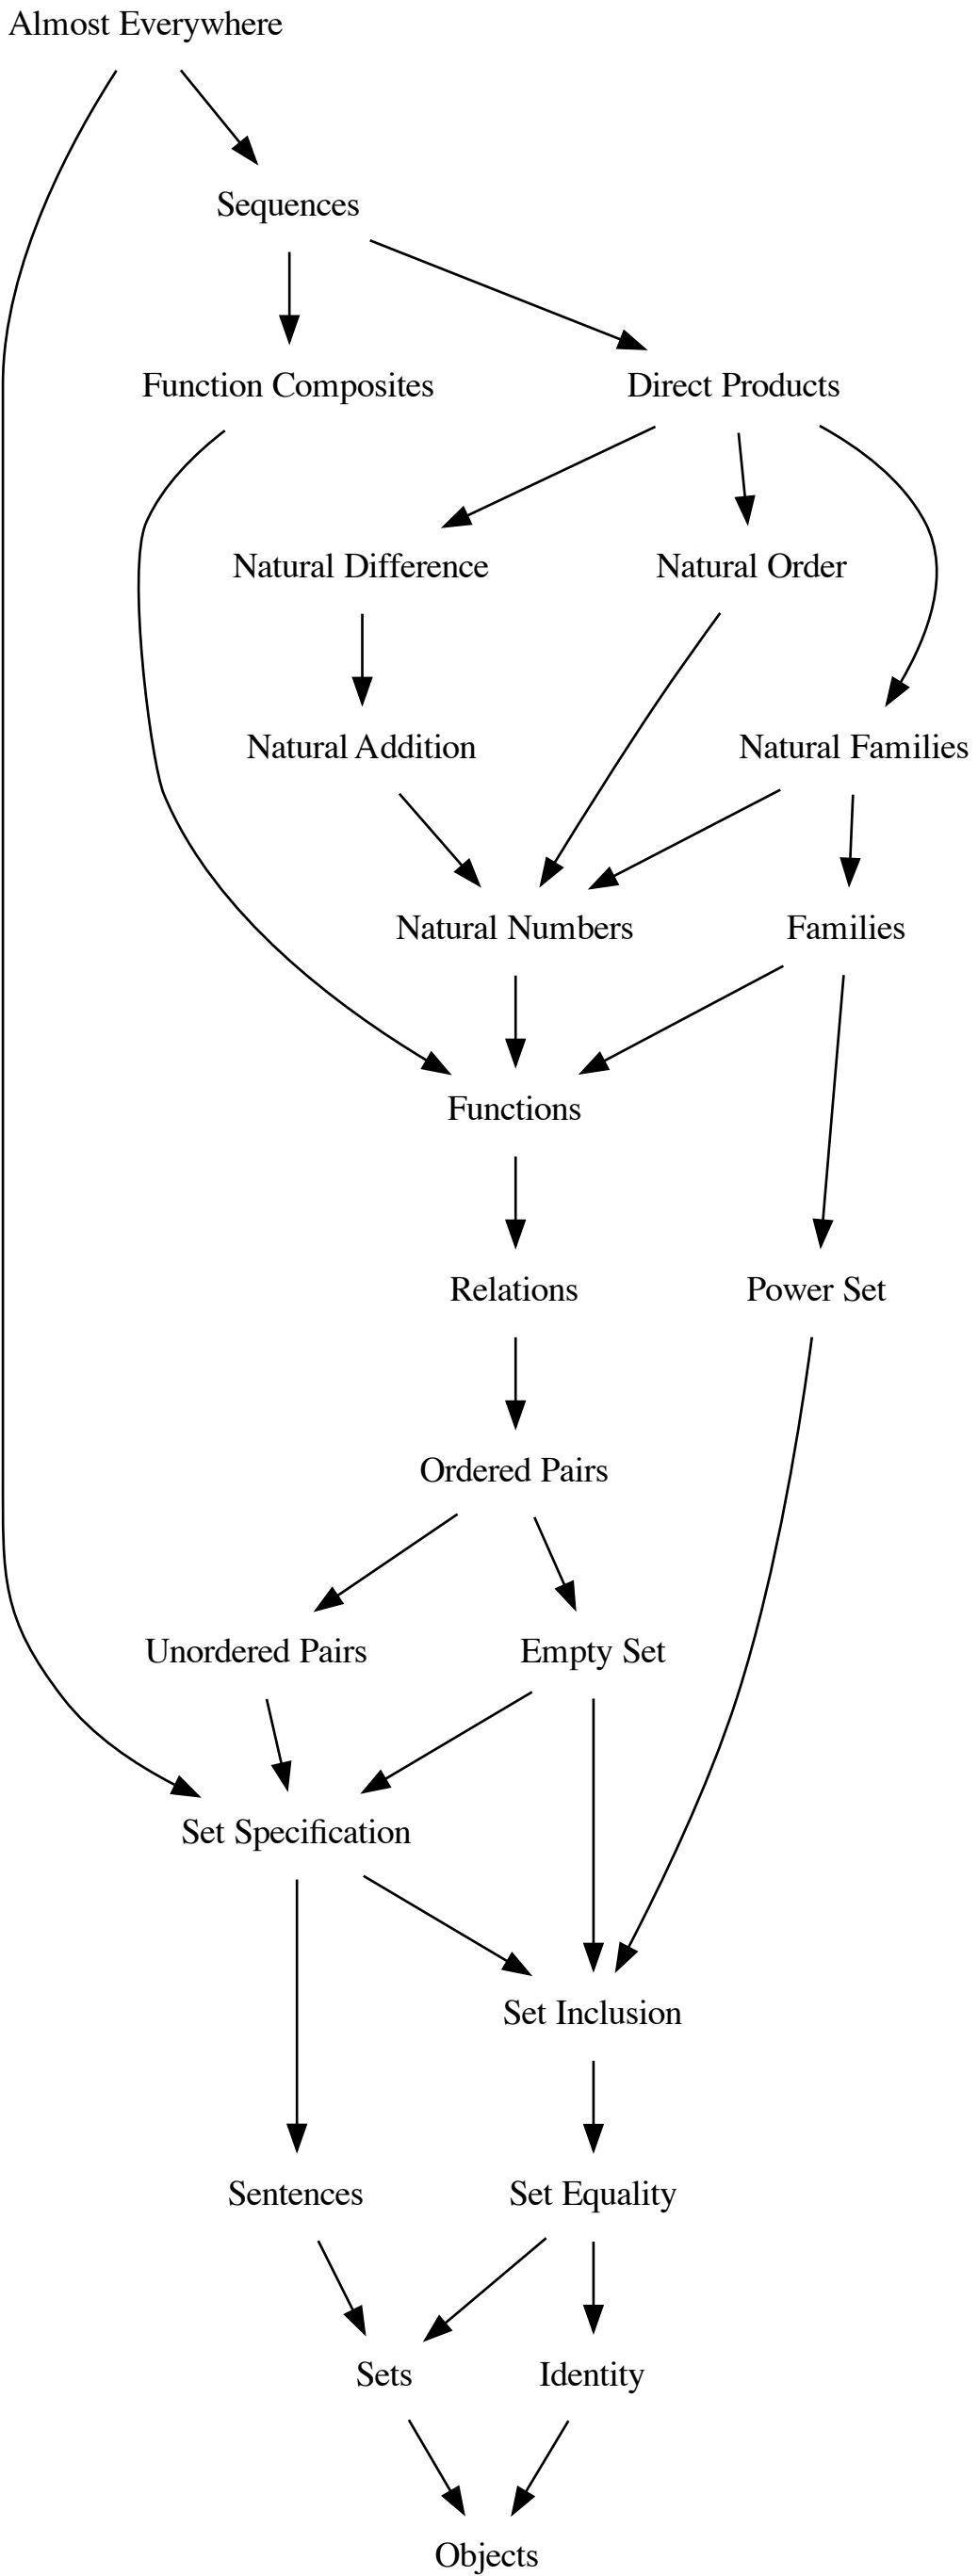 Almost Everywhere
Sequences
Function Composites
Direct Products
Natural Difference
Natural Order
Natural Addition
Natural Families
Natural Numbers
Families
Functions
Relations
Power Set
Ordered Pairs
Unordered Pairs
Empty Set
Set Specification
Set Inclusion
Sentences
Set Equality
Sets
Identity
Objects